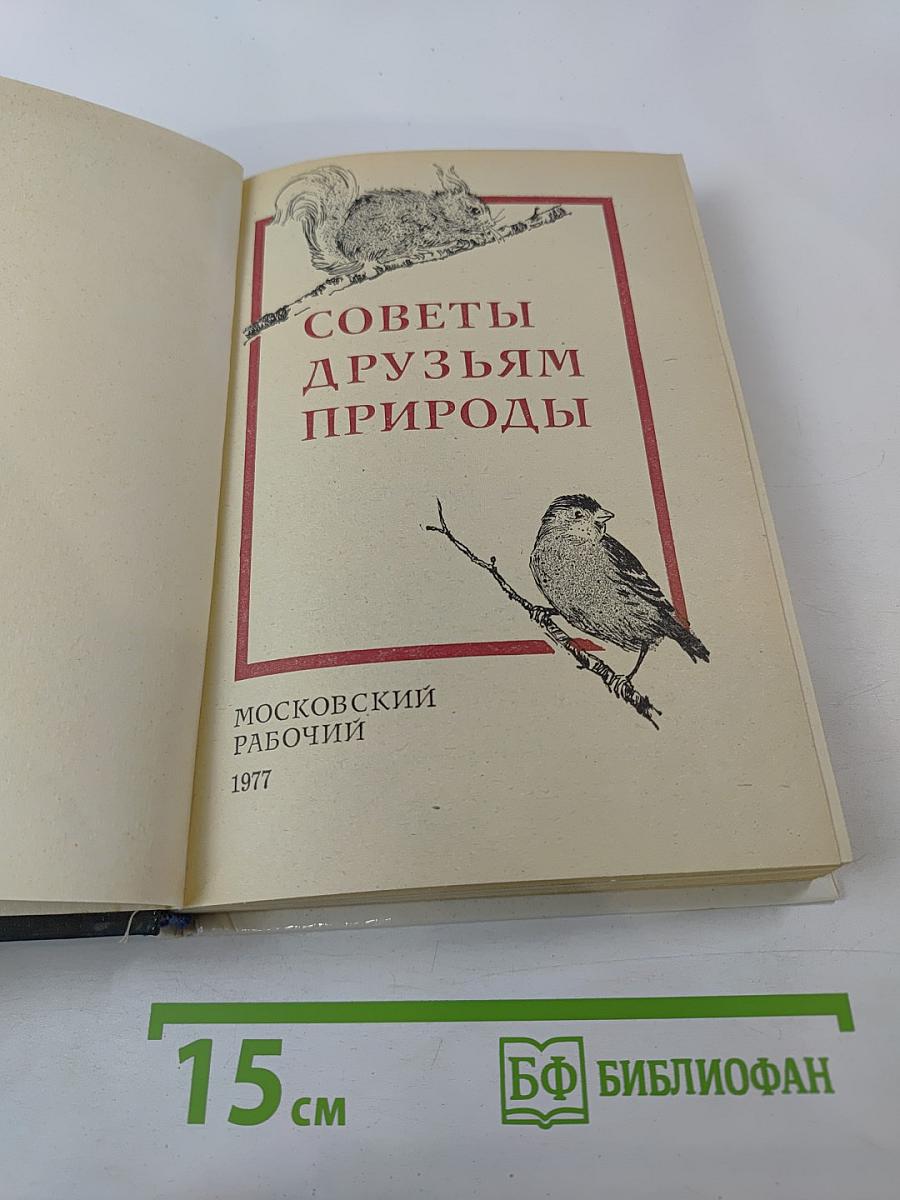 СОВЕТЫ
ДРУЗЬЯМ
ПРИРОДЫ
МОСКОВСКИЙ
РАБОЧИЙ
1977
15 см
БФ БИБЛИОФАН